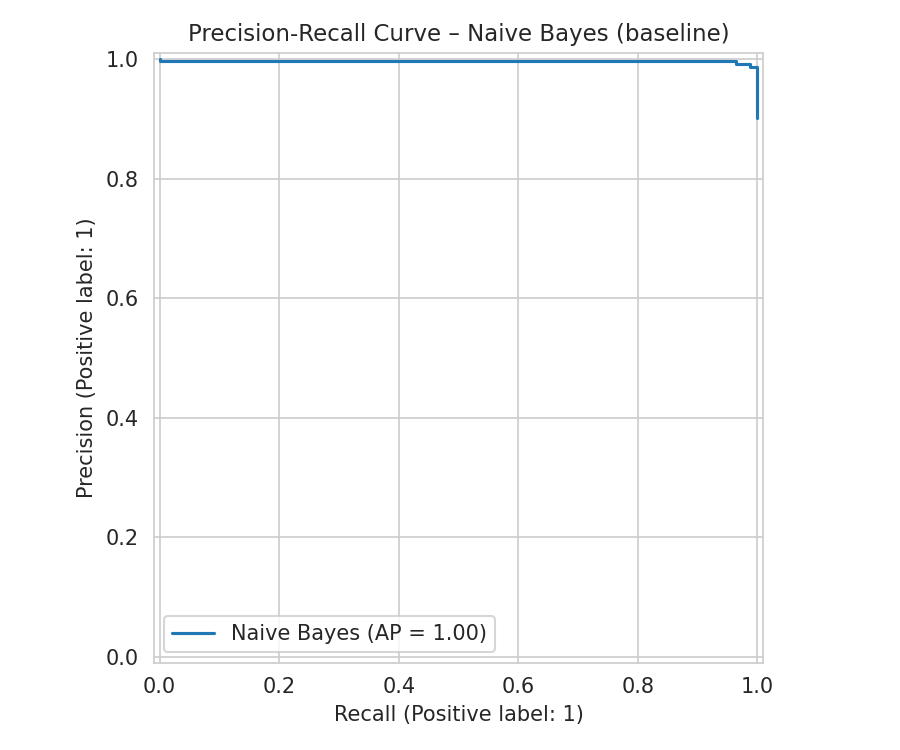 Precision-Recall Curve – Naive Bayes (baseline)
1.0
0.8
0.6
0.4
0.2
0.0
Precision (Positive label: 1)
Naive Bayes (AP = 1.00)
0.0 0.2 0.4 0.6 0.8 1.0
Recall (Positive label: 1)